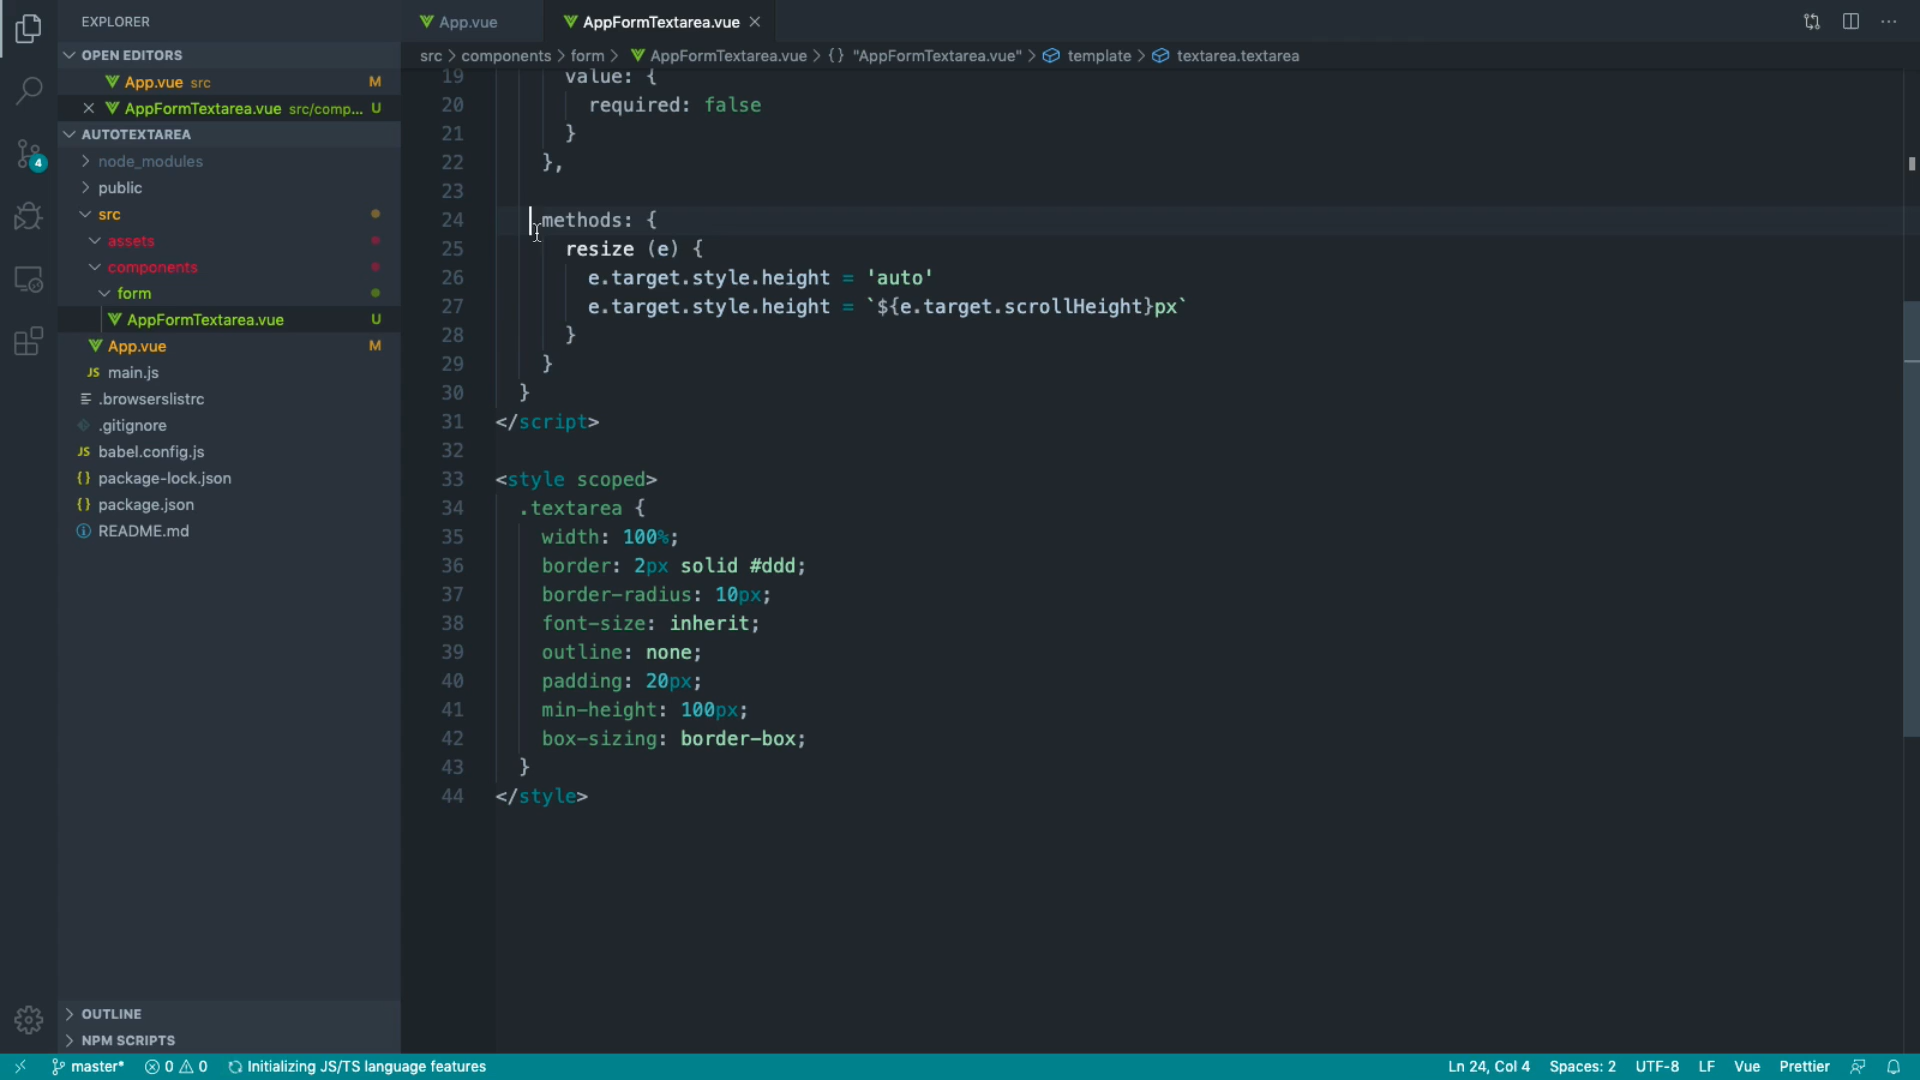 EXPLORER
OPEN EDITORS
App.vue src M
AppFormTextarea.vue src/comp... U
AUTOTEXTAREA
node_modules
public
src
assets
components
form
AppFormTextarea.vue U
App.vue M
JS main.js
.browserslistrc
.gitignore
JS babel.config.js
{} package-lock.json
{} package.json
README.md
OUTLINE
NPM SCRIPTS
4
App.vue
AppFormTextarea.vue
src > components > form > AppFormTextarea.vue > {} "AppFormTextarea.vue" > template > textarea.textarea
19 value: {
20 required: false
21 }
22 },
23
24 methods: {
25 resize (e) {
26 e.target.style.height = 'auto'
27 e.target.style.height = `${e.target.scrollHeight}px`
28 }
29 }
30 }
31 </script>
32
33 <style scoped>
34 .textarea {
35 width: 100%;
36 border: 2px solid #ddd;
37 border-radius: 10px;
38 font-size: inherit;
39 outline: none;
40 padding: 20px;
41 min-height: 100px;
42 box-sizing: border-box;
43 }
44 </style>
master* 0 0 Initializing JS/TS language features
Ln 24, Col 4 Spaces: 2 UTF-8 LF Vue Prettier